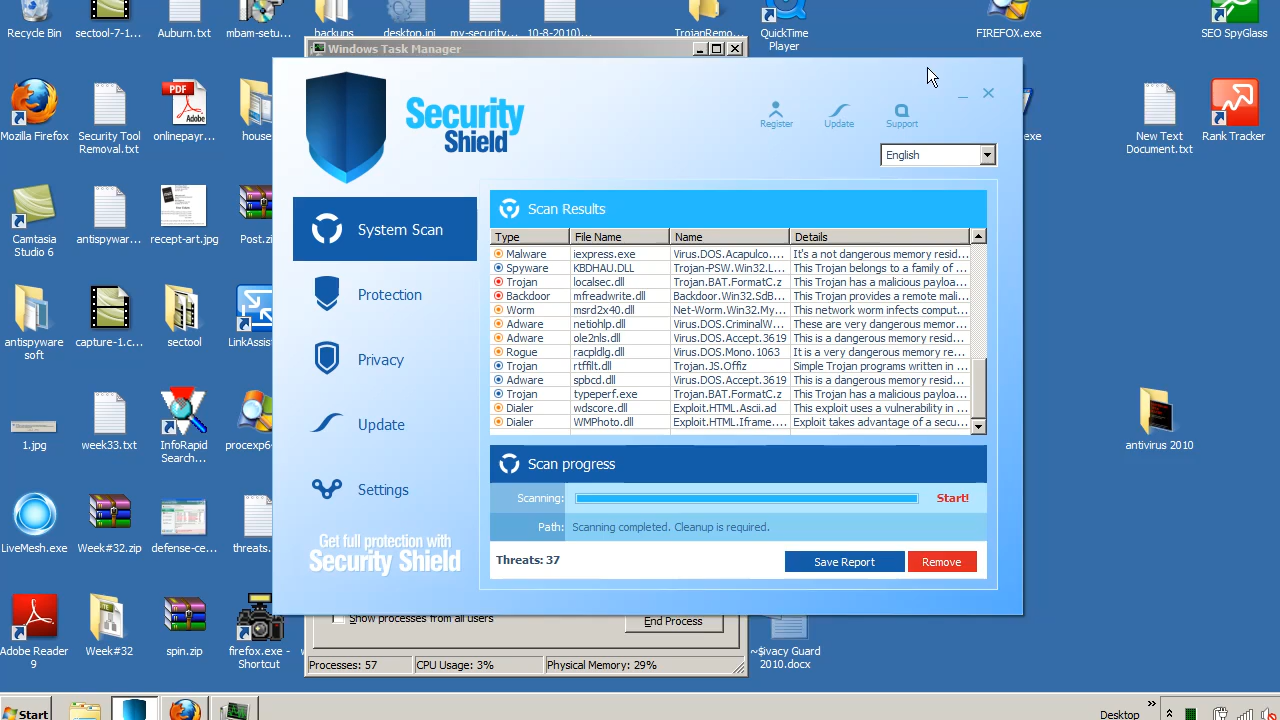 Recycle Bin
sectool-7-1...
Auburn.txt
mbam-setu...
backups
desktop.ini
my-security...
10-8-2010)...
TrojanRemo...
QuickTime
Player
FIREFOX.exe
SEO SpyGlass
Windows Task Manager
Security
Shield
Register
Update
Support
English
Mozilla Firefox
Security Tool
Removal.txt
PDF
Adobe
onlinepayr...
house
New Text
Document.txt
Rank Tracker
System Scan
Protection
Privacy
Update
Settings
Get full protection with
Security Shield
Scan Results
Type File Name Name Details
Malware iexpress.exe Virus.DOS.Acapulco.... It's a not dangerous memory resid...
Spyware KBDHAU.DLL Trojan-PSW.Win32.L... This Trojan belongs to a family of ...
Trojan localsec.dll Trojan.BAT.FormatC.z This Trojan has a malicious payloa...
Backdoor mfreadwrite.dll Backdoor.Win32.SdB... This Trojan provides a remote mali...
Worm msrd2x40.dll Net-Worm.Win32.My... This network worm infects comput...
Adware netiohlp.dll Virus.DOS.CriminalW... These are very dangerous memor...
Adware ole2nls.dll Virus.DOS.Accept.3619 This is a dangerous memory resid...
Rogue racpldlg.dll Virus.DOS.Mono.1063 It is a very dangerous memory re...
Trojan rtffilt.dll Trojan.JS.Offiz Simple Trojan programs written in ...
Adware spbcd.dll Virus.DOS.Accept.3619 This is a dangerous memory resid...
Trojan typeperf.exe Trojan.BAT.FormatC.z This Trojan has a malicious payloa...
Dialer wdscore.dll Exploit.HTML.Ascii.ad This exploit uses a vulnerability in ...
Dialer WMPhoto.dll Exploit.HTML.Iframe.... Exploit takes advantage of a secu...
Scan progress
Scanning: Start!
Path: Scanning completed. Cleanup is required.
Threats: 37
Save Report
Remove
Camtasia
Studio 6
antispywar...
recept-art.jpg
Post.zi
antispyware
soft
capture-1.c...
sectool
LinkAssist
1.jpg
week33.txt
InfoRapid
Search...
procexp64
antivirus 2010
LiveMesh.exe
Week#32.zip
defense-ce...
threats.
Adobe Reader
9
Week#32
spin.zip
firefox.exe -
Shortcut
~$ivacy Guard
2010.docx
Show processes from all users
End Process
Processes: 57
CPU Usage: 3%
Physical Memory: 29%
Start
Desktop